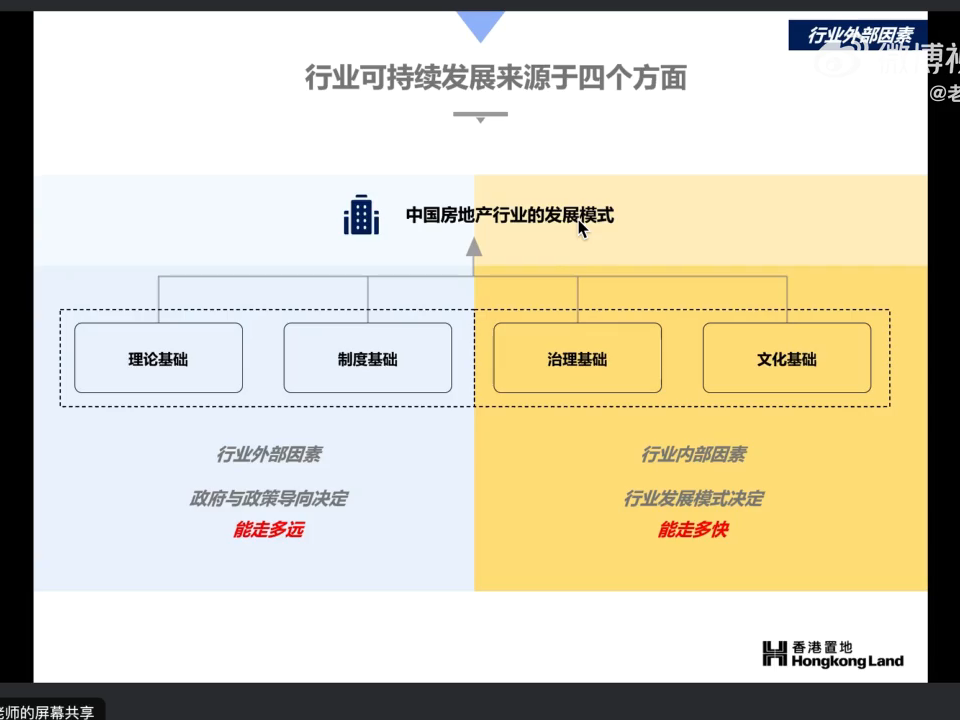 行业外部因素
微博视
@老
行业可持续发展来源于四个方面
中国房地产行业的发展模式
理论基础
制度基础
治理基础
文化基础
行业外部因素
行业内部因素
政府与政策导向决定
行业发展模式决定
能走多远
能走多快
香港置地
Hongkong Land
老师的屏幕共享